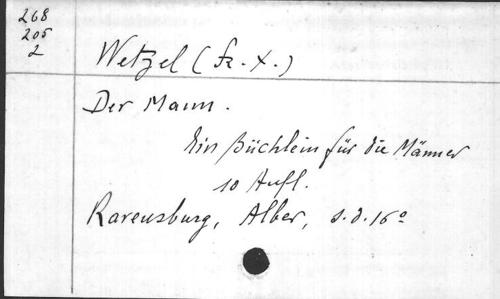 268
205
2
Wetzel (Fr. X.)
Der Mann.
Ein Büchlein für die Männer
10 Aufl.
Ravensburg, Alber, s.d. 16°